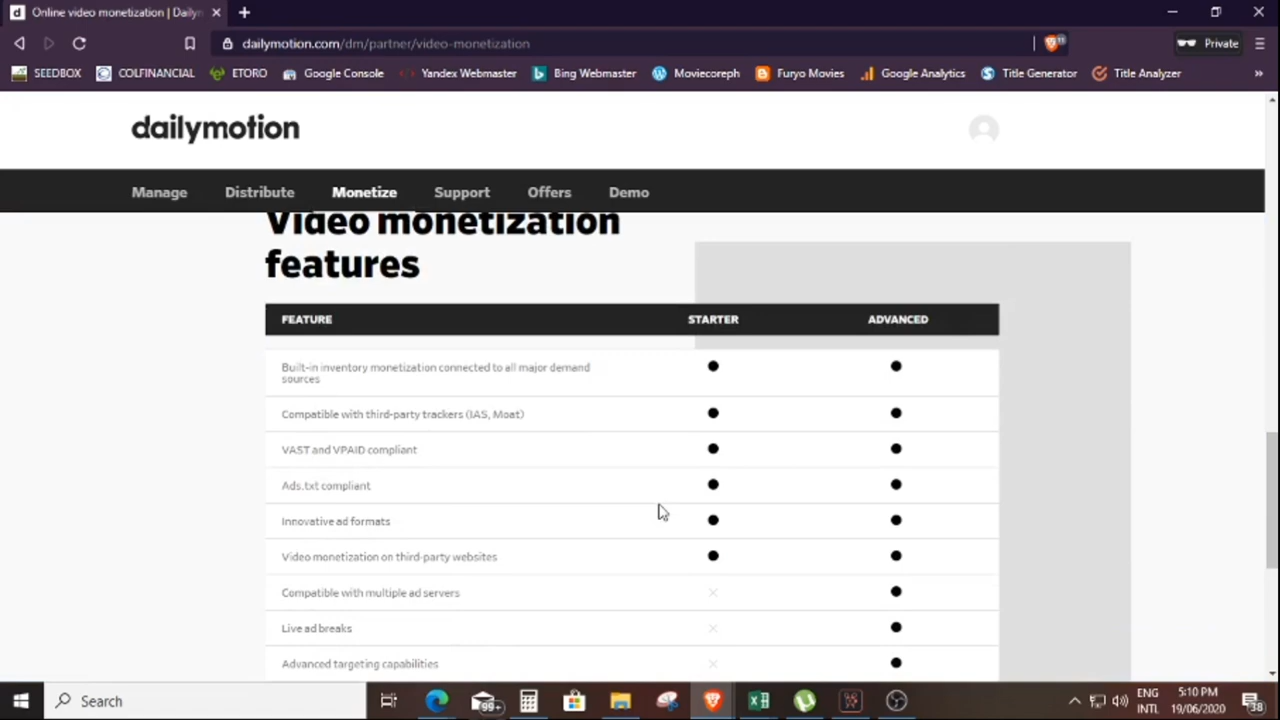 Online video monetization | Daily
dailymotion.com/dm/partner/video-monetization
11
Private
SEEDBOX
COLFINANCIAL
ETORO
Google Console
Yandex Webmaster
Bing Webmaster
Moviecoreph
Furyo Movies
Google Analytics
Title Generator
Title Analyzer
»
dailymotion
Manage
Distribute
Monetize
Support
Offers
Demo
Video monetization
features
FEATURE
STARTER
ADVANCED
Built-in inventory monetization connected to all major demand
sources
Compatible with third-party trackers (IAS, Moat)
VAST and VPAID compliant
Ads.txt compliant
Innovative ad formats
Video monetization on third-party websites
Compatible with multiple ad servers
Live ad breaks
Advanced targeting capabilities
Search
99+
ENG
INTL
5:10 PM
19/06/2020
38